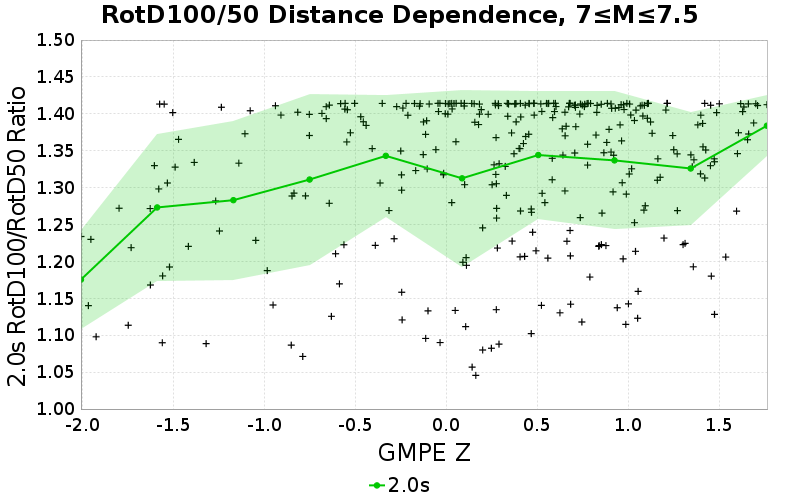 RotD100/50 Distance Dependence, 7≤M≤7.5
2.0s RotD100/RotD50 Ratio
1.50
1.45
1.40
1.35
1.30
1.25
1.20
1.15
1.10
1.05
1.00
-2.0 -1.5 -1.0 -0.5 0.0 0.5 1.0 1.5
GMPE Z
2.0s